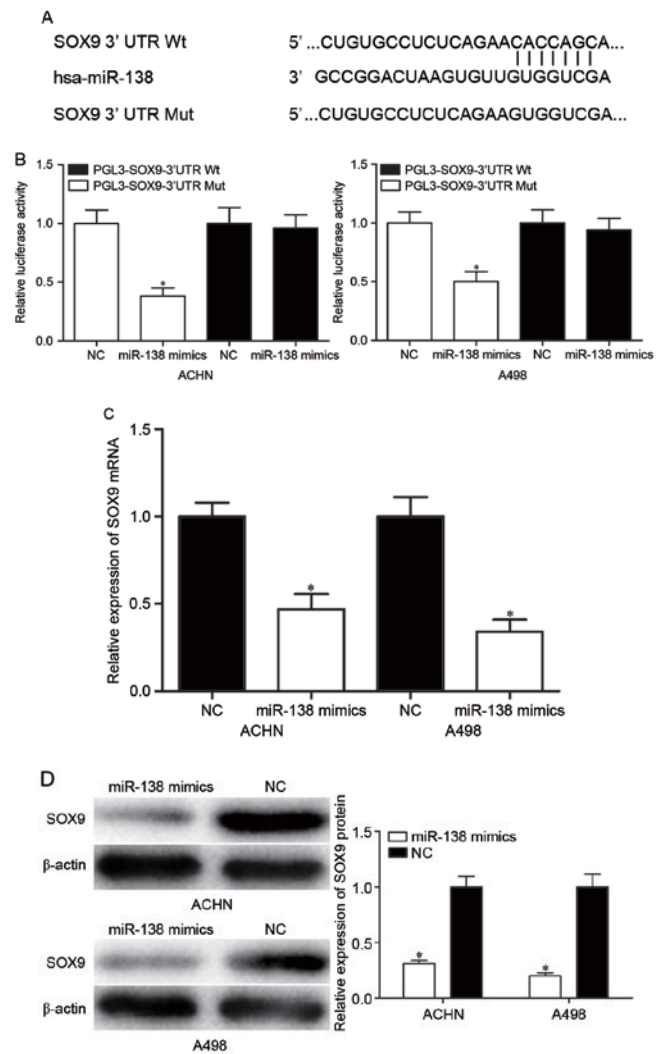 A
SOX9 3' UTR Wt 5' ...CUGUGCCUCUCAGAACACCAGCA...
hsa-miR-138 3' GCCGGACUAAGUGUUGUGGUCGA
SOX9 3' UTR Mut 5'...CUGUGCCUCUCAGAAGUGGUCGA...
B
Relative luciferase activity
1.5
1.0
0.5
0.0
PGL3-SOX9-3'UTR Wt
PGL3-SOX9-3'UTR Mut
*
NC miR-138 mimics NC miR-138 mimics
ACHN
Relative luciferase activity
1.5
1.0
0.5
0.0
PGL3-SOX9-3'UTR Wt
PGL3-SOX9-3'UTR Mut
*
NC miR-138 mimics NC miR-138 mimics
A498
C
Relative expression of SOX9 mRNA
1.5
1.0
0.5
0.0
*
*
NC miR-138 mimics NC miR-138 mimics
ACHN A498
D
miR-138 mimics NC
SOX9
β-actin
ACHN
miR-138 mimics NC
SOX9
β-actin
A498
Relative expression of SOX9 protein
1.5
1.0
0.5
0.0
miR-138 mimics
NC
*
*
ACHN A498